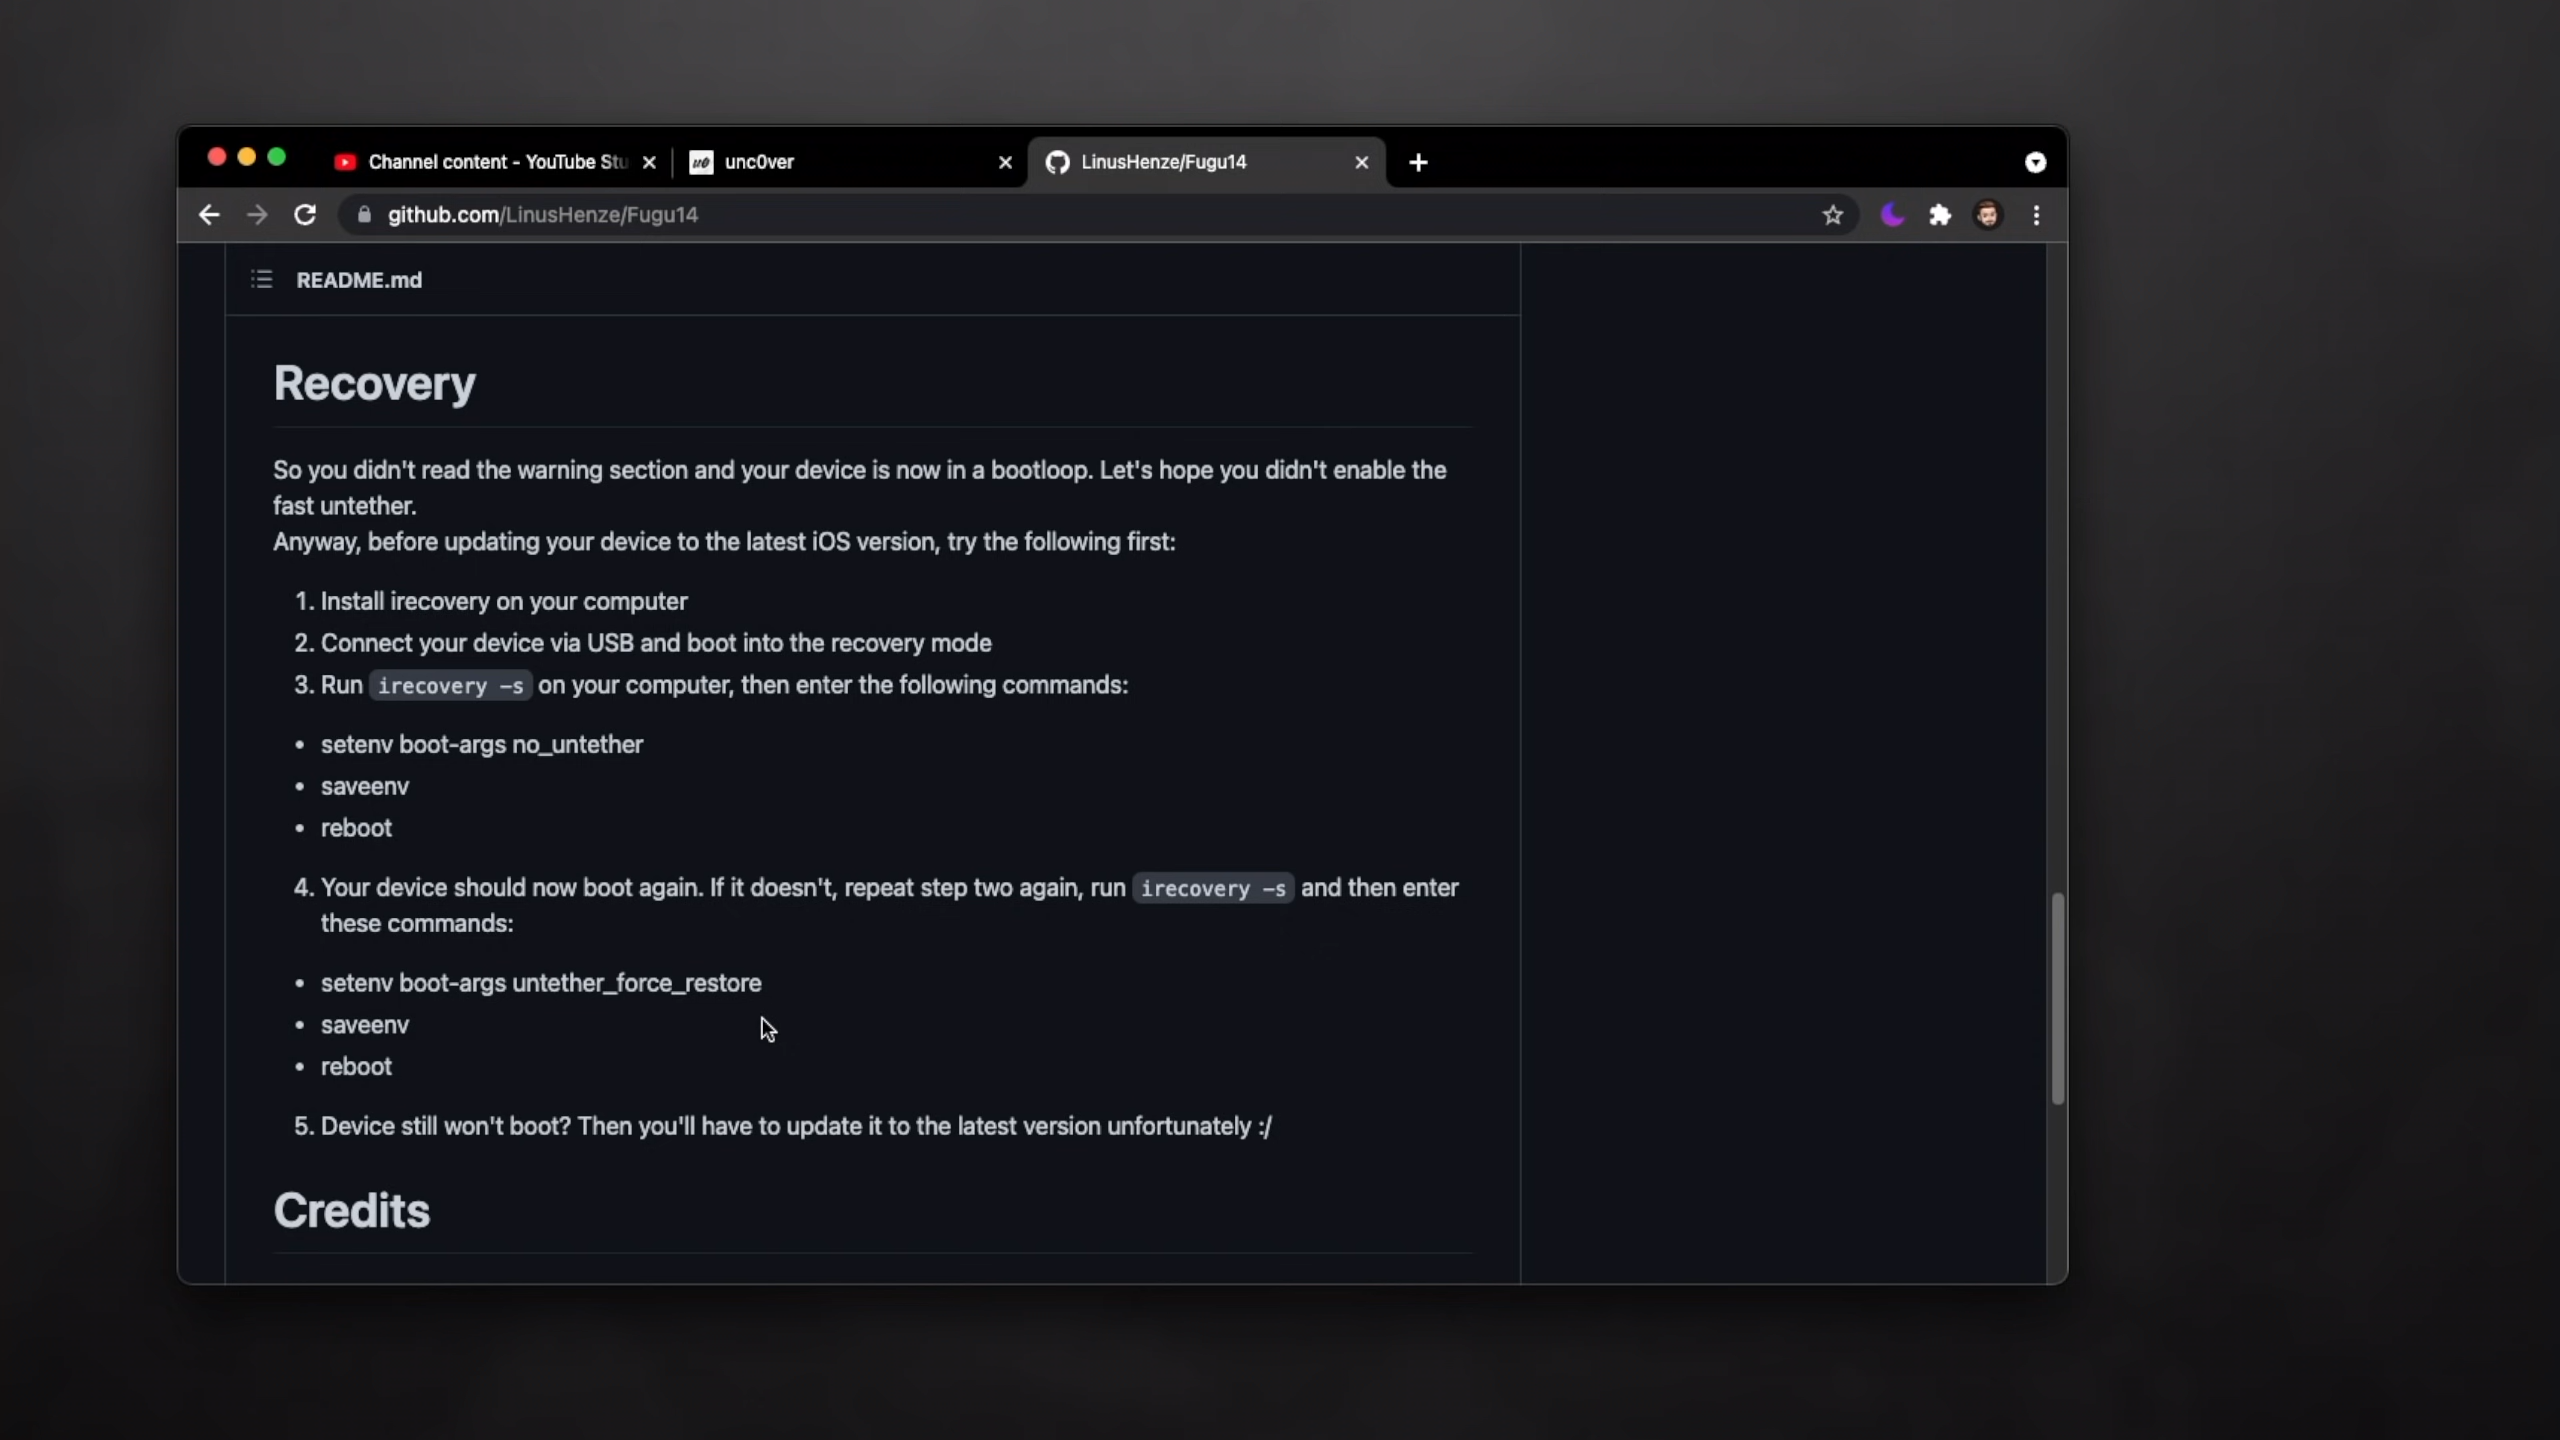 Channel content - YouTube Stu
unc0ver
LinusHenze/Fugu14
github.com/LinusHenze/Fugu14
README.md
Recovery
So you didn't read the warning section and your device is now in a bootloop. Let's hope you didn't enable the
fast untether.
Anyway, before updating your device to the latest iOS version, try the following first:
1. Install irecovery on your computer
2. Connect your device via USB and boot into the recovery mode
3. Run irecovery -s on your computer, then enter the following commands:
• setenv boot-args no_untether
• saveenv
• reboot
4. Your device should now boot again. If it doesn't, repeat step two again, run irecovery -s and then enter
these commands:
• setenv boot-args untether_force_restore
• saveenv
• reboot
5. Device still won't boot? Then you'll have to update it to the latest version unfortunately :/
Credits